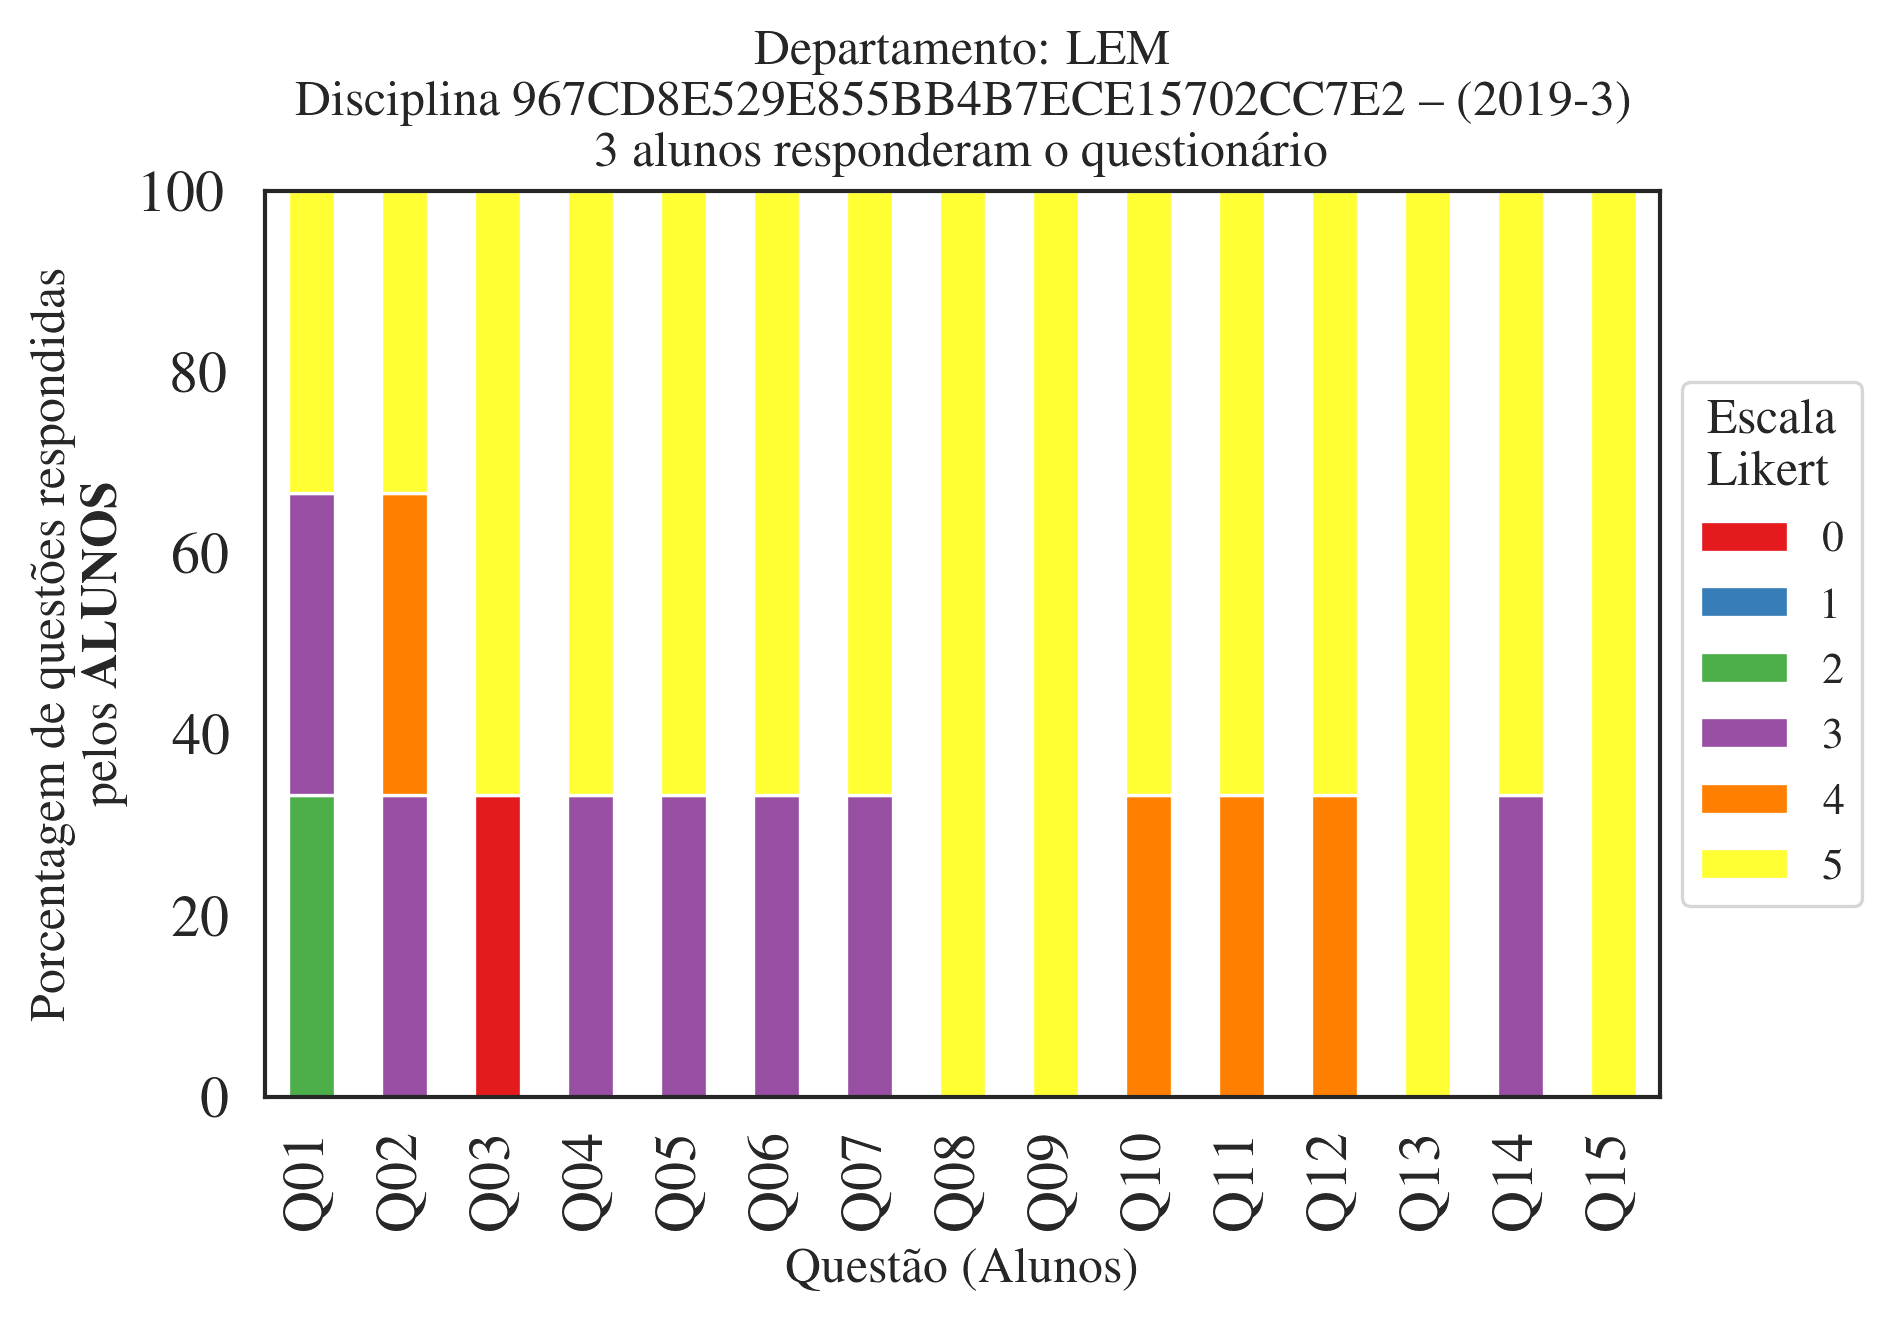 Departamento: LEM
Disciplina 967CD8E529E855BB4B7ECE15702CC7E2 – (2019-3)
3 alunos responderam o questionário
Porcentagem de questões respondidas
pelos ALUNOS
100
80
60
40
20
0
Q01
Q02
Q03
Q04
Q05
Q06
Q07
Q08
Q09
Q10
Q11
Q12
Q13
Q14
Q15
Questão (Alunos)
Escala
Likert
0
1
2
3
4
5